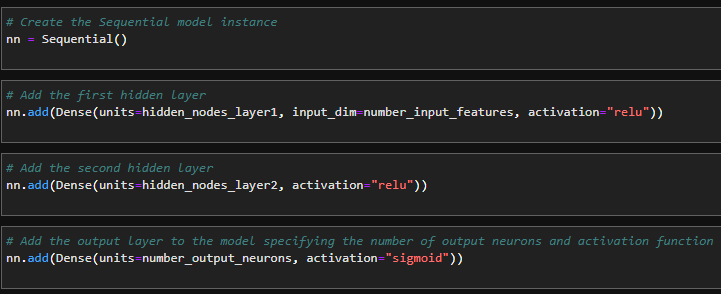 # Create the Sequential model instance
nn = Sequential()
# Add the first hidden layer
nn.add(Dense(units=hidden_nodes_layer1, input_dim=number_input_features, activation="relu"))
# Add the second hidden layer
nn.add(Dense(units=hidden_nodes_layer2, activation="relu"))
# Add the output layer to the model specifying the number of output neurons and activation function
nn.add(Dense(units=number_output_neurons, activation="sigmoid"))